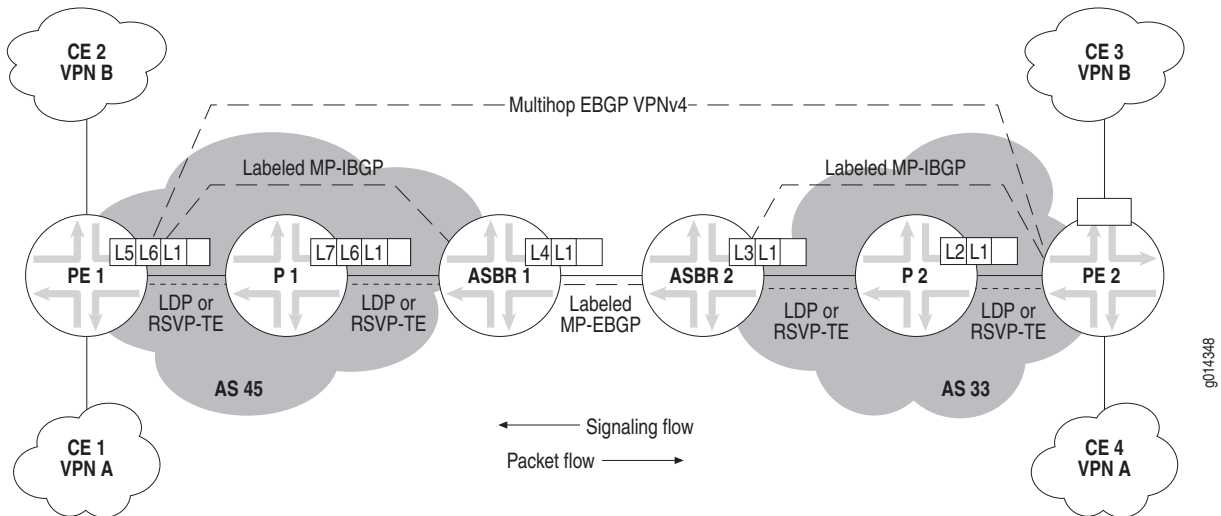 CE 2
VPN B
CE 3
VPN B
Multihop EBGP VPNv4
Labeled MP-IBGP
Labeled MP-IBGP
L5 L6 L1
L7 L6 L1
L4 L1
L3 L1
L2 L1
PE 1
P 1
ASBR 1
ASBR 2
P 2
PE 2
LDP or
RSVP-TE
LDP or
RSVP-TE
Labeled
MP-EBGP
LDP or
RSVP-TE
LDP or
RSVP-TE
AS 45
AS 33
Signaling flow
Packet flow
CE 1
VPN A
CE 4
VPN A
g014348